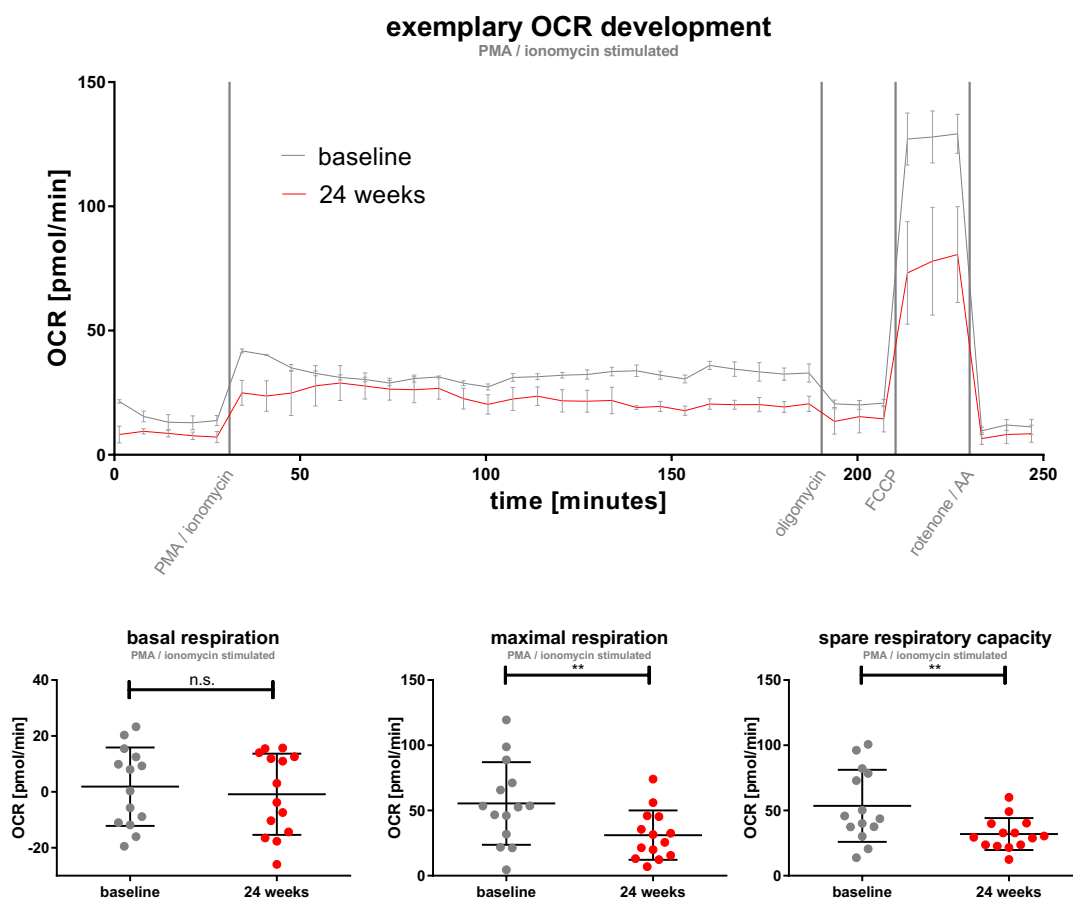 exemplary OCR development
PMA / ionomycin stimulated
150
100
50
0
OCR [pmol/min]
baseline
24 weeks
0 50 100 150 200 250
time [minutes]
PMA / ionomycin
oligomycin
FCCP
rotenone / AA
basal respiration
PMA / ionomycin stimulated
n.s.
40
20
0
-20
OCR [pmol/min]
baseline 24 weeks
maximal respiration
PMA / ionomycin stimulated
**
150
100
50
0
OCR [pmol/min]
baseline 24 weeks
spare respiratory capacity
PMA / ionomycin stimulated
**
150
100
50
0
OCR [pmol/min]
baseline 24 weeks